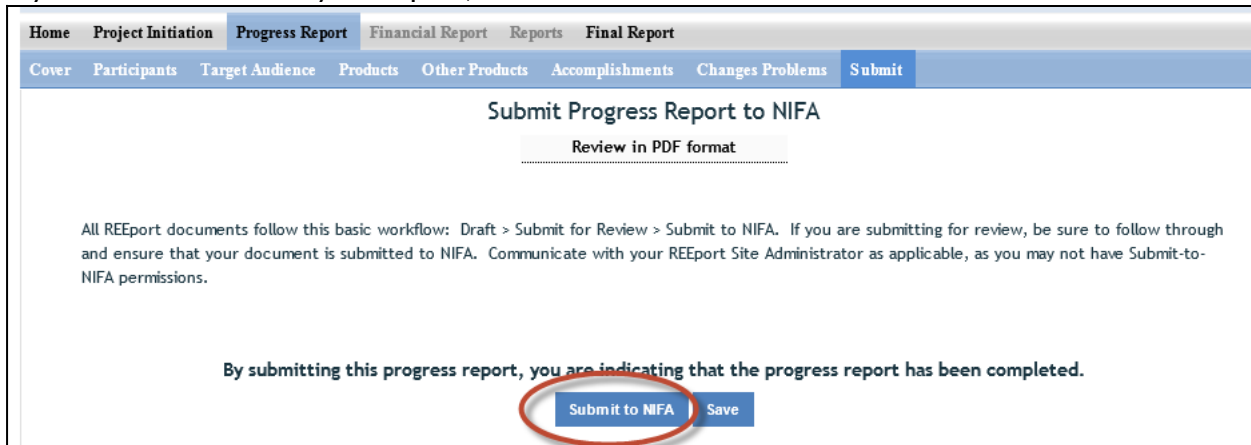 Home Project Initiation Progress Report Financial Report Reports Final Report
Cover Participants Target Audience Products Other Products Accomplishments Changes Problems Submit
Submit Progress Report to NIFA
Review in PDF format
All REEport documents follow this basic workflow: Draft > Submit for Review > Submit to NIFA. If you are submitting for review, be sure to follow through
and ensure that your document is submitted to NIFA. Communicate with your REEport Site Administrator as applicable, as you may not have Submit-to-
NIFA permissions.
By submitting this progress report, you are indicating that the progress report has been completed.
Submit to NIFA Save